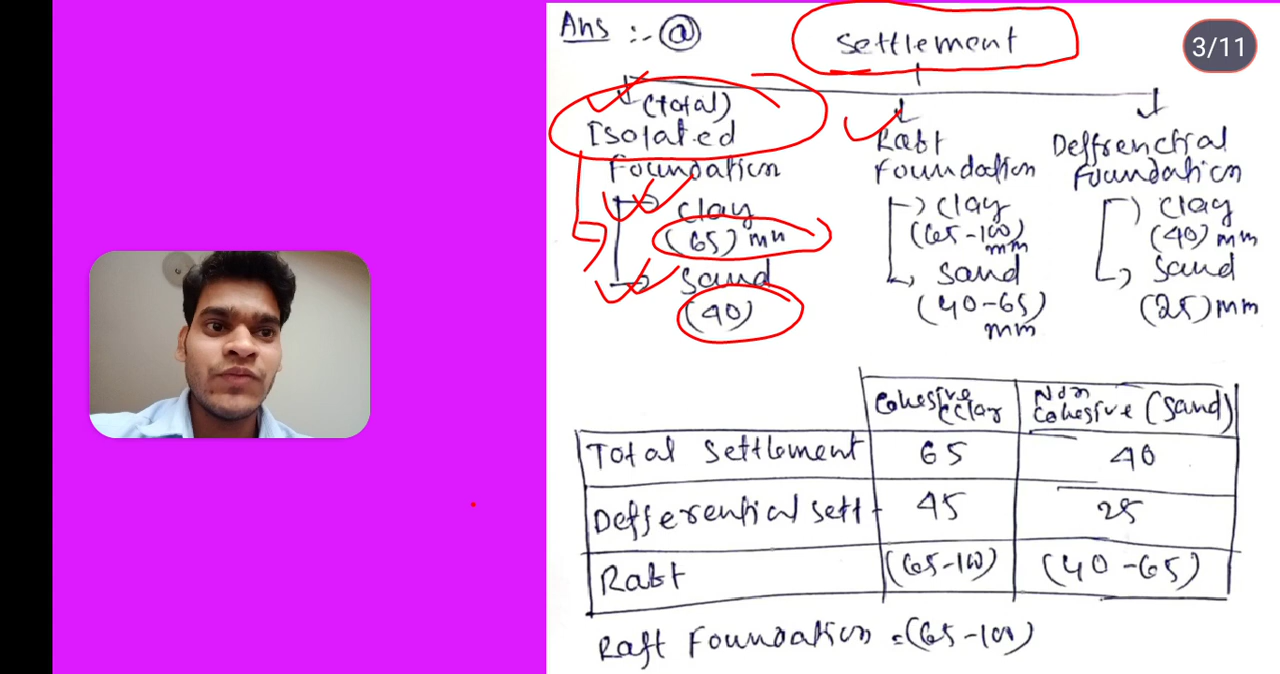 Ans :- (a)
Settlement
3/11
(total)
Isolated
Foundation
clay
(65) mm
sand
(40)
Raft
Foundation
clay
(65-100)
mm
sand
(40-65)
mm
Deffrenctial
Foundation
clay
(40) mm
sand
(25) mm
Cohesive Non
(clay Cohesive (sand)
Total Settlement 65 40
Defferential sett 45 25
Raft (65-100) (40-65)
Raft Foundation = (65-100)